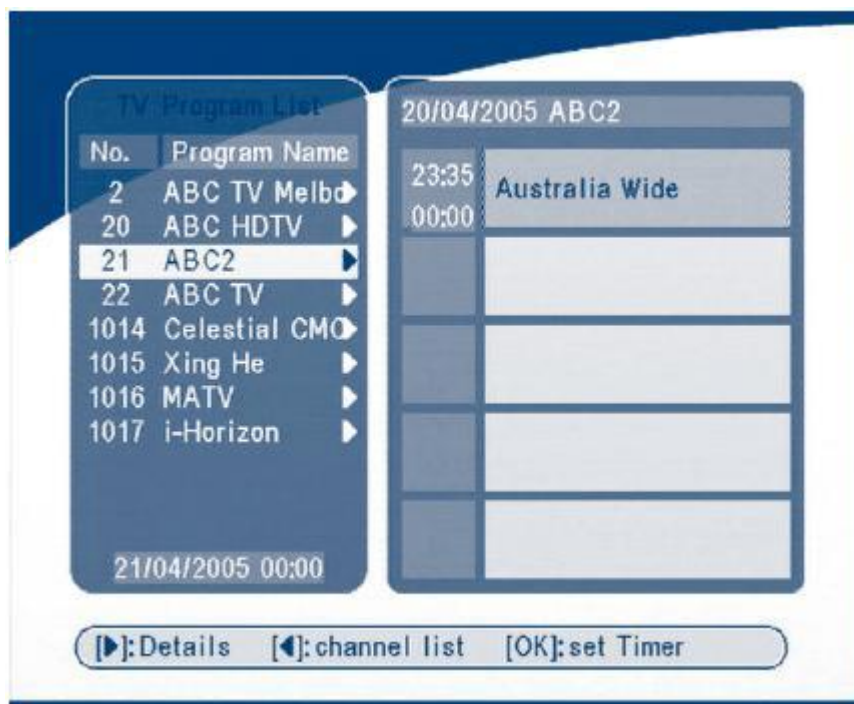 TV Program List
No. Program Name
2 ABC TV Melbo
20 ABC HDTV
21 ABC2
22 ABC TV
1014 Celestial CMC
1015 Xing He
1016 MATV
1017 i-Horizon
21/04/2005 00:00
20/04/2005 ABC2
23:35
00:00
Australia Wide
[▶]:Details [◀]:channel list [OK]:set Timer